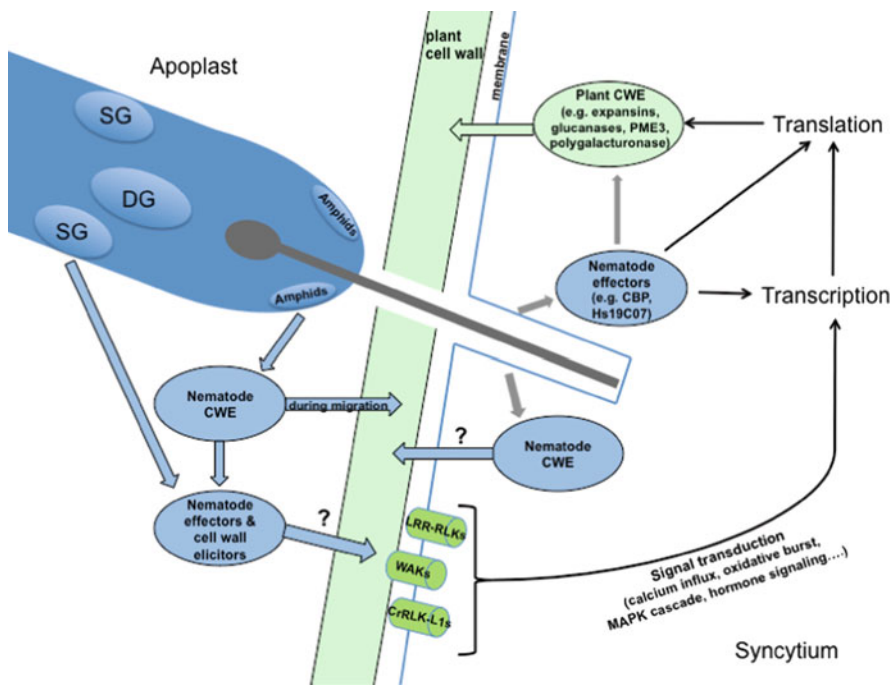 Apoplast
plant
cell wall
membrane
SG
DG
SG
Amphids
Amphids
Plant CWE
(e.g. expansins,
glucanases, PME3,
polygalacturonase)
Translation
Nematode
effectors
(e.g. CBP,
Hs19C07)
Transcription
Nematode
CWE
during migration
?
Nematode
CWE
Nematode
effectors &
cell wall
elicitors
?
LRR-RLKs
WAKs
CrRLK-L1s
Signal transduction
(calcium influx, oxidative burst,
MAPK cascade, hormone signaling....)
Syncytium